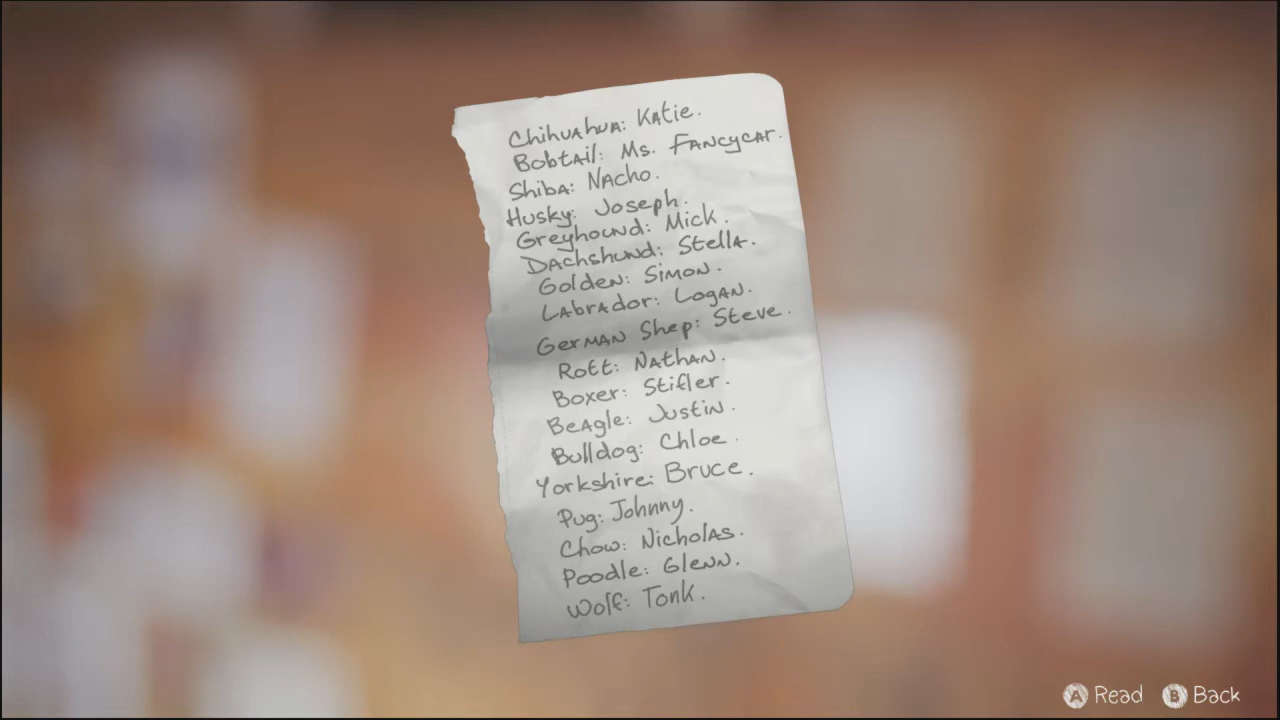 Chihuahua: Katie.
Bobtail: Ms. Fancycar.
Shiba: Nacho.
Husky: Joseph.
Greyhound: Mick.
Dachshund: Stella.
Golden: Simon.
Labrador: Logan.
German Shep: Steve.
Rott: Nathan.
Boxer: Stifler.
Beagle: Justin.
Bulldog: Chloe.
Yorkshire: Bruce.
Pug: Johnny.
Chow: Nicholas.
Poodle: Glenn.
Wolf: Tonk.
A Read B Back